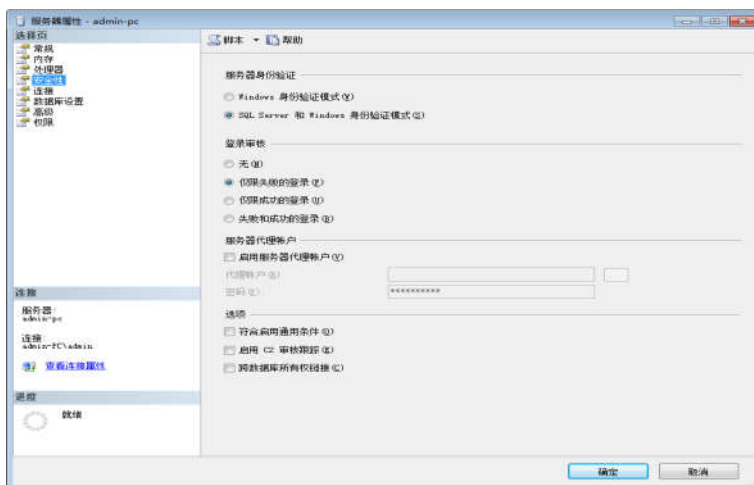 服务器属性 - admin-pc
选择页
常规
内存
处理器
安全性
连接
数据库设置
高级
权限
脚本
帮助
服务器身份验证
Windows 身份验证模式(W)
SQL Server 和 Windows 身份验证模式(S)
登录审核
无(N)
仅限失败的登录(F)
仅限成功的登录(U)
失败和成功的登录(B)
服务器代理帐户
启用服务器代理帐户(V)
代理帐户(R)
密码(P)
**********
选项
符合启用通用条件(Q)
启用 C2 审核跟踪(E)
跨数据库所有权链接(C)
连接
服务器:
admin-pc
连接:
admin-PC\admin
查看连接属性
进度
就绪
确定
取消